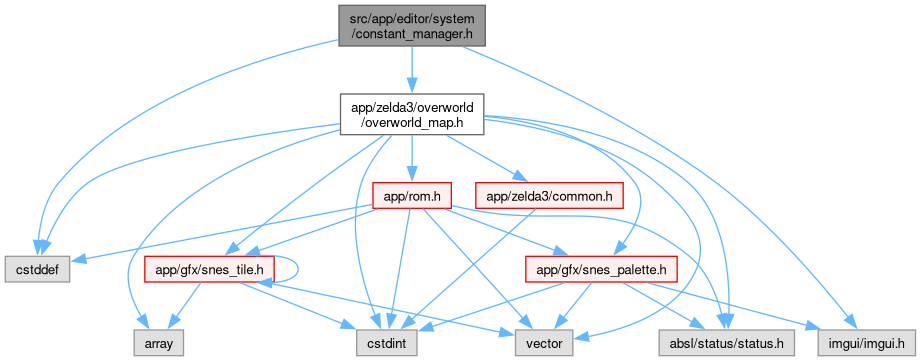 src/app/editor/system
/constant_manager.h
app/zelda3/overworld
/overworld_map.h
app/rom.h
app/zelda3/common.h
cstddef
app/gfx/snes_tile.h
app/gfx/snes_palette.h
array
cstdint
vector
absl/status/status.h
imgui/imgui.h